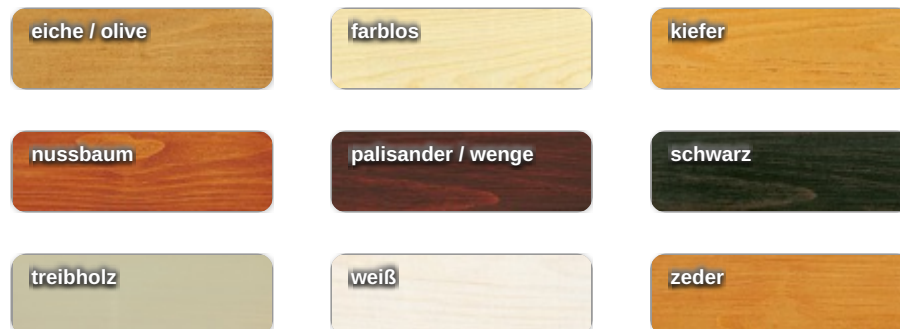 eiche / olive
farblos
kiefer
nussbaum
palisander / wenge
schwarz
treibholz
weiß
zeder